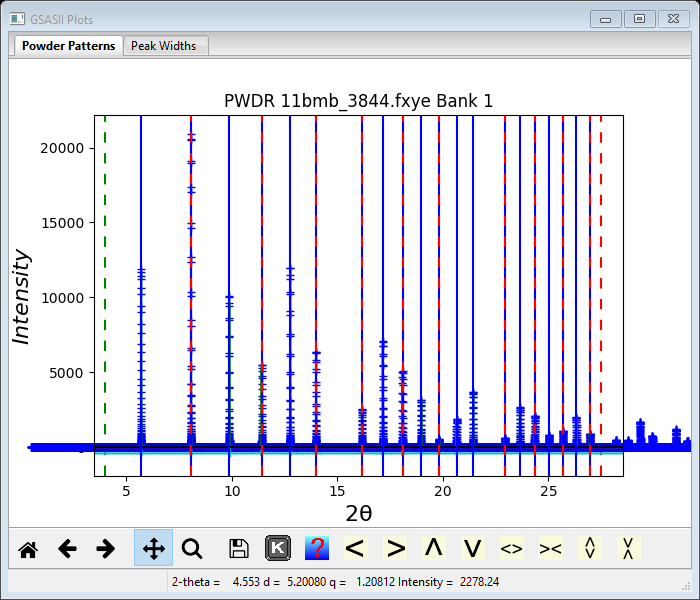 GSASII Plots
Powder Patterns Peak Widths
PWDR 11bmb_3844.fxye Bank 1
20000
15000
10000
5000
Intensity
5 10 15 20 25
2θ
K ? < > Λ V <> ><
2-theta = 4.553 d = 5.20080 q = 1.20812 Intensity = 2278.24